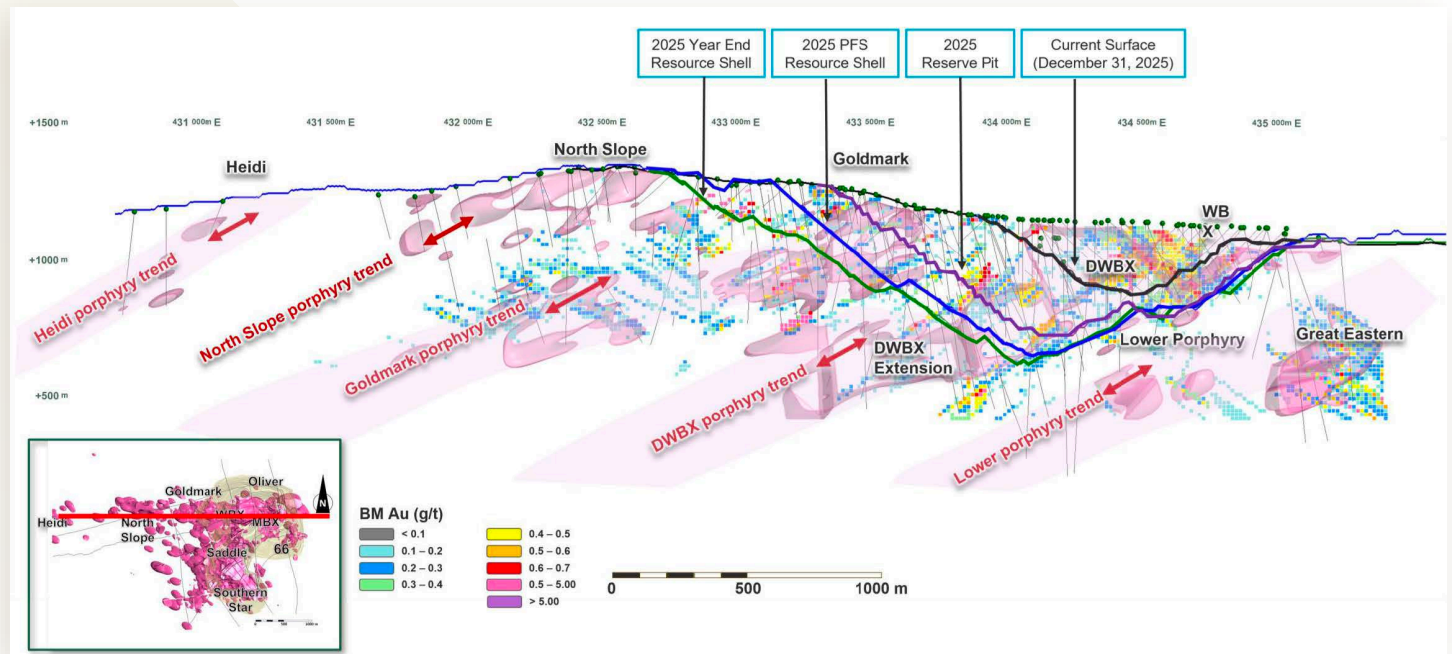 2025 Year End
Resource Shell
2025 PFS
Resource Shell
2025
Reserve Pit
Current Surface
(December 31, 2025)
+1500 m
431 000m E
431 500m E
432 000m E
432 500m E
433 000m E
433 500m E
434 000m E
434 500m E
435 000m E
Heidi
North Slope
Goldmark
WB
X
DWBX
+1000 m
Heidi porphyry trend
North Slope porphyry trend
Goldmark porphyry trend
DWBX
Extension
DWBX porphyry trend
Lower Porphyry
Great Eastern
Lower porphyry trend
+500 m
Goldmark
Oliver
N
Heidi
North
Slope
WBX
MBX
66
Saddle
Southern
Star
BM Au (g/t)
< 0.1
0.1 – 0.2
0.2 – 0.3
0.3 – 0.4
0.4 – 0.5
0.5 – 0.6
0.6 – 0.7
0.5 – 5.00
> 5.00
0
500
1000 m